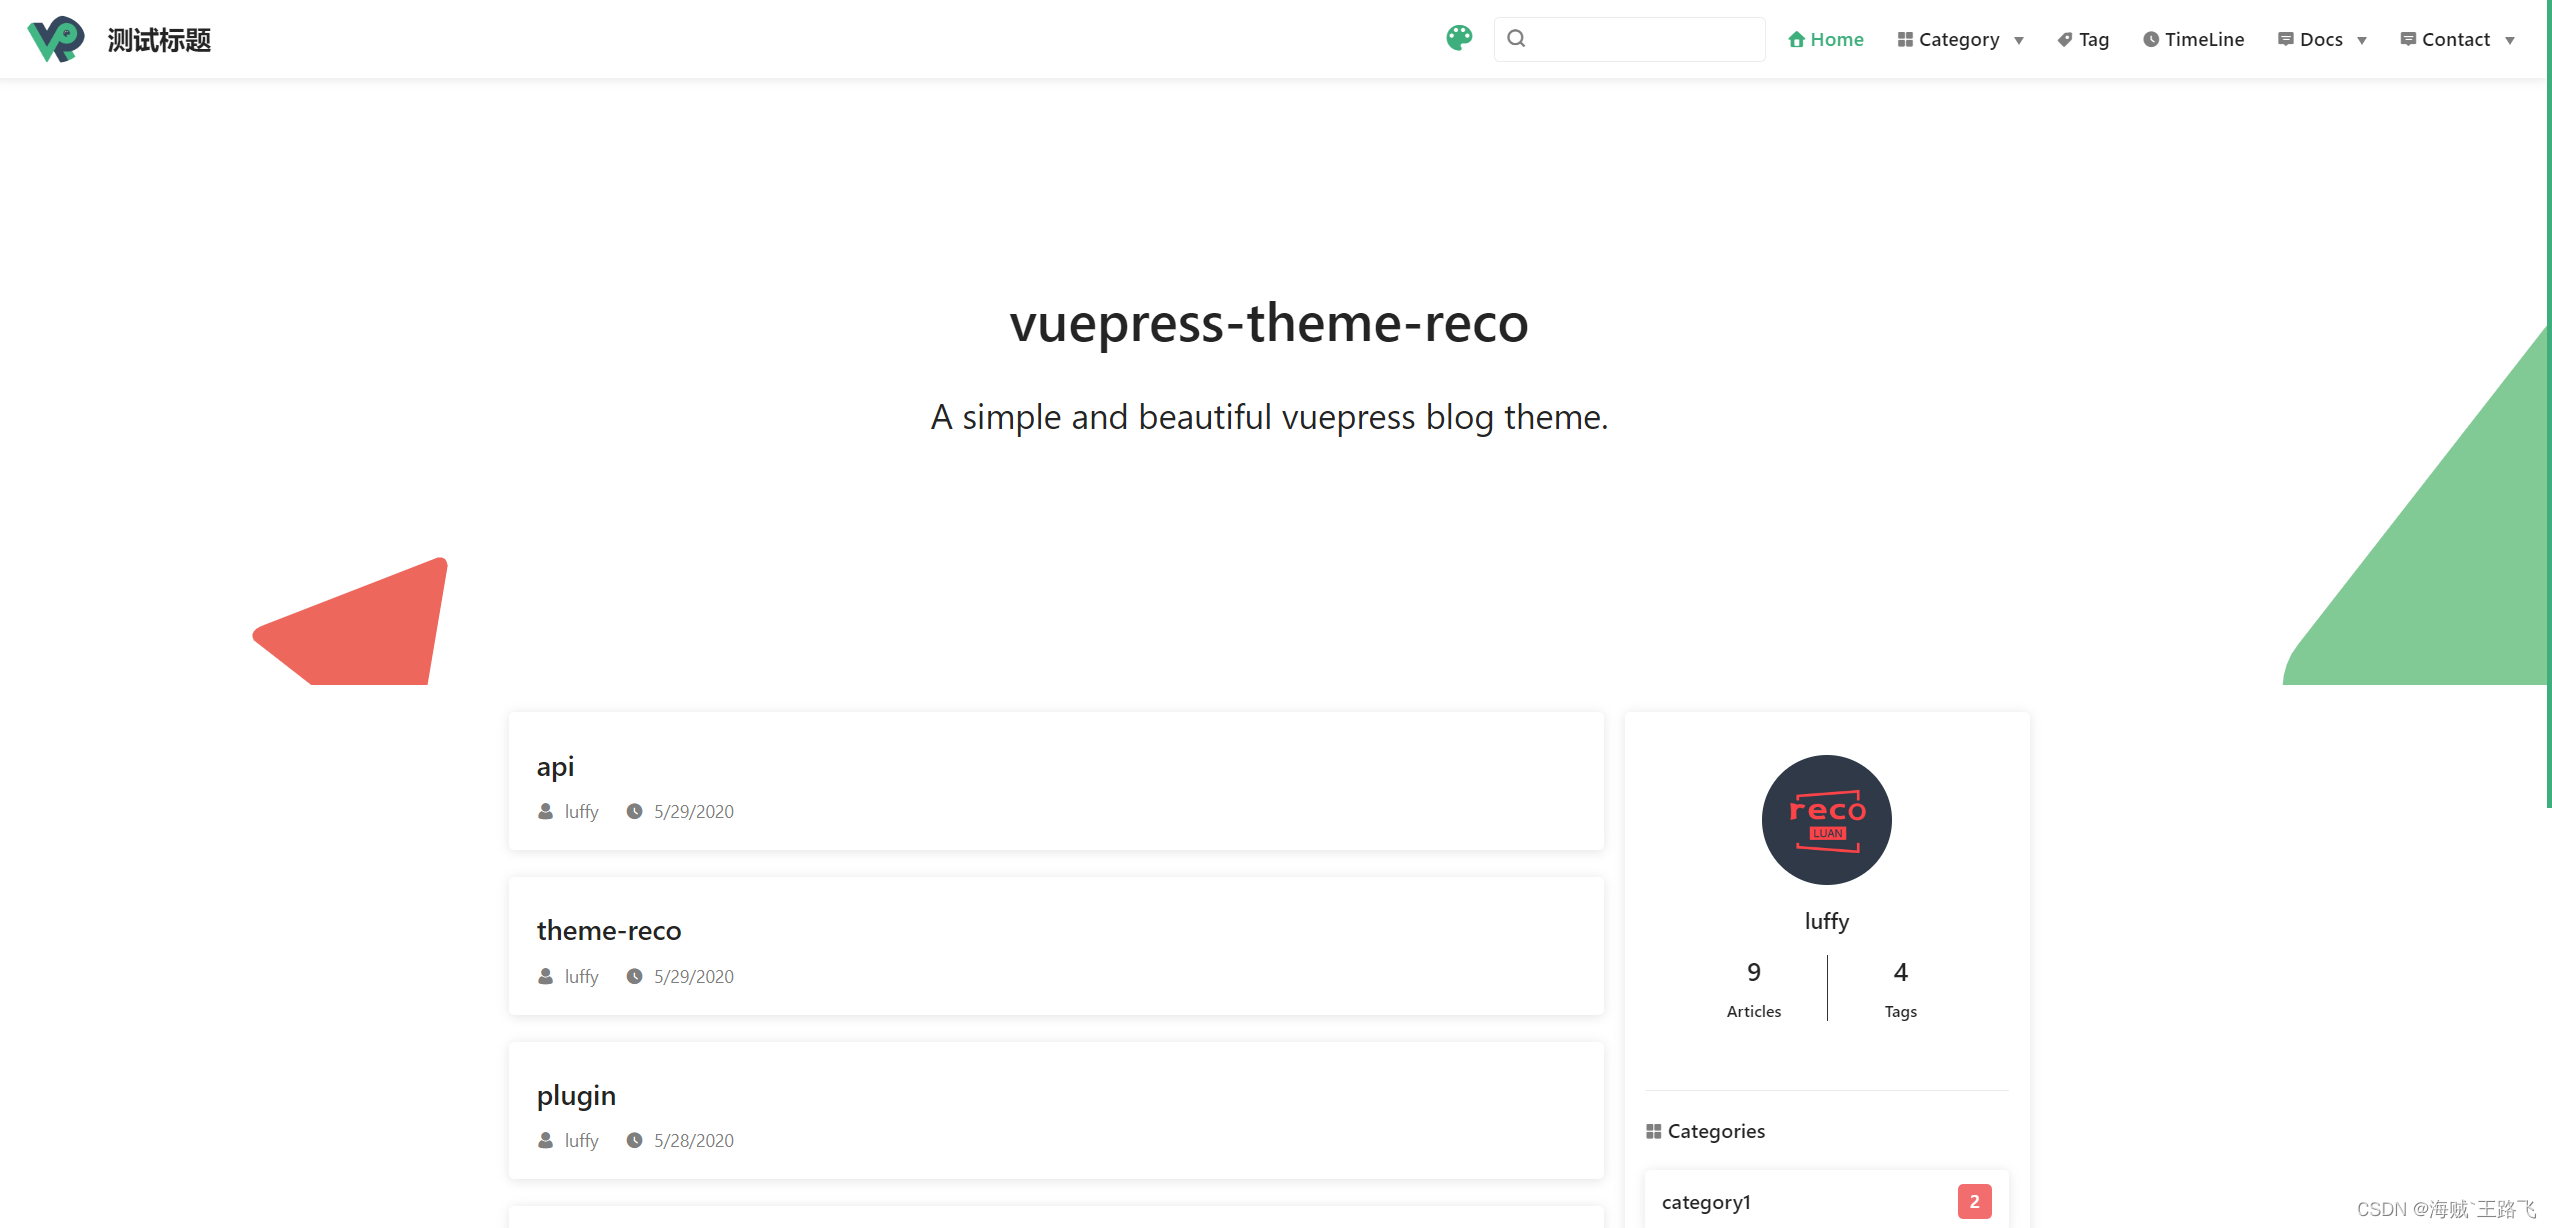 测试标题
Home Category Tag TimeLine Docs Contact
vuepress-theme-reco
A simple and beautiful vuepress blog theme.
api
luffy 5/29/2020
theme-reco
luffy 5/29/2020
plugin
luffy 5/28/2020
reco
LUAN
luffy
9 4
Articles Tags
Categories
category1 2
CSDN @海贼`王路飞